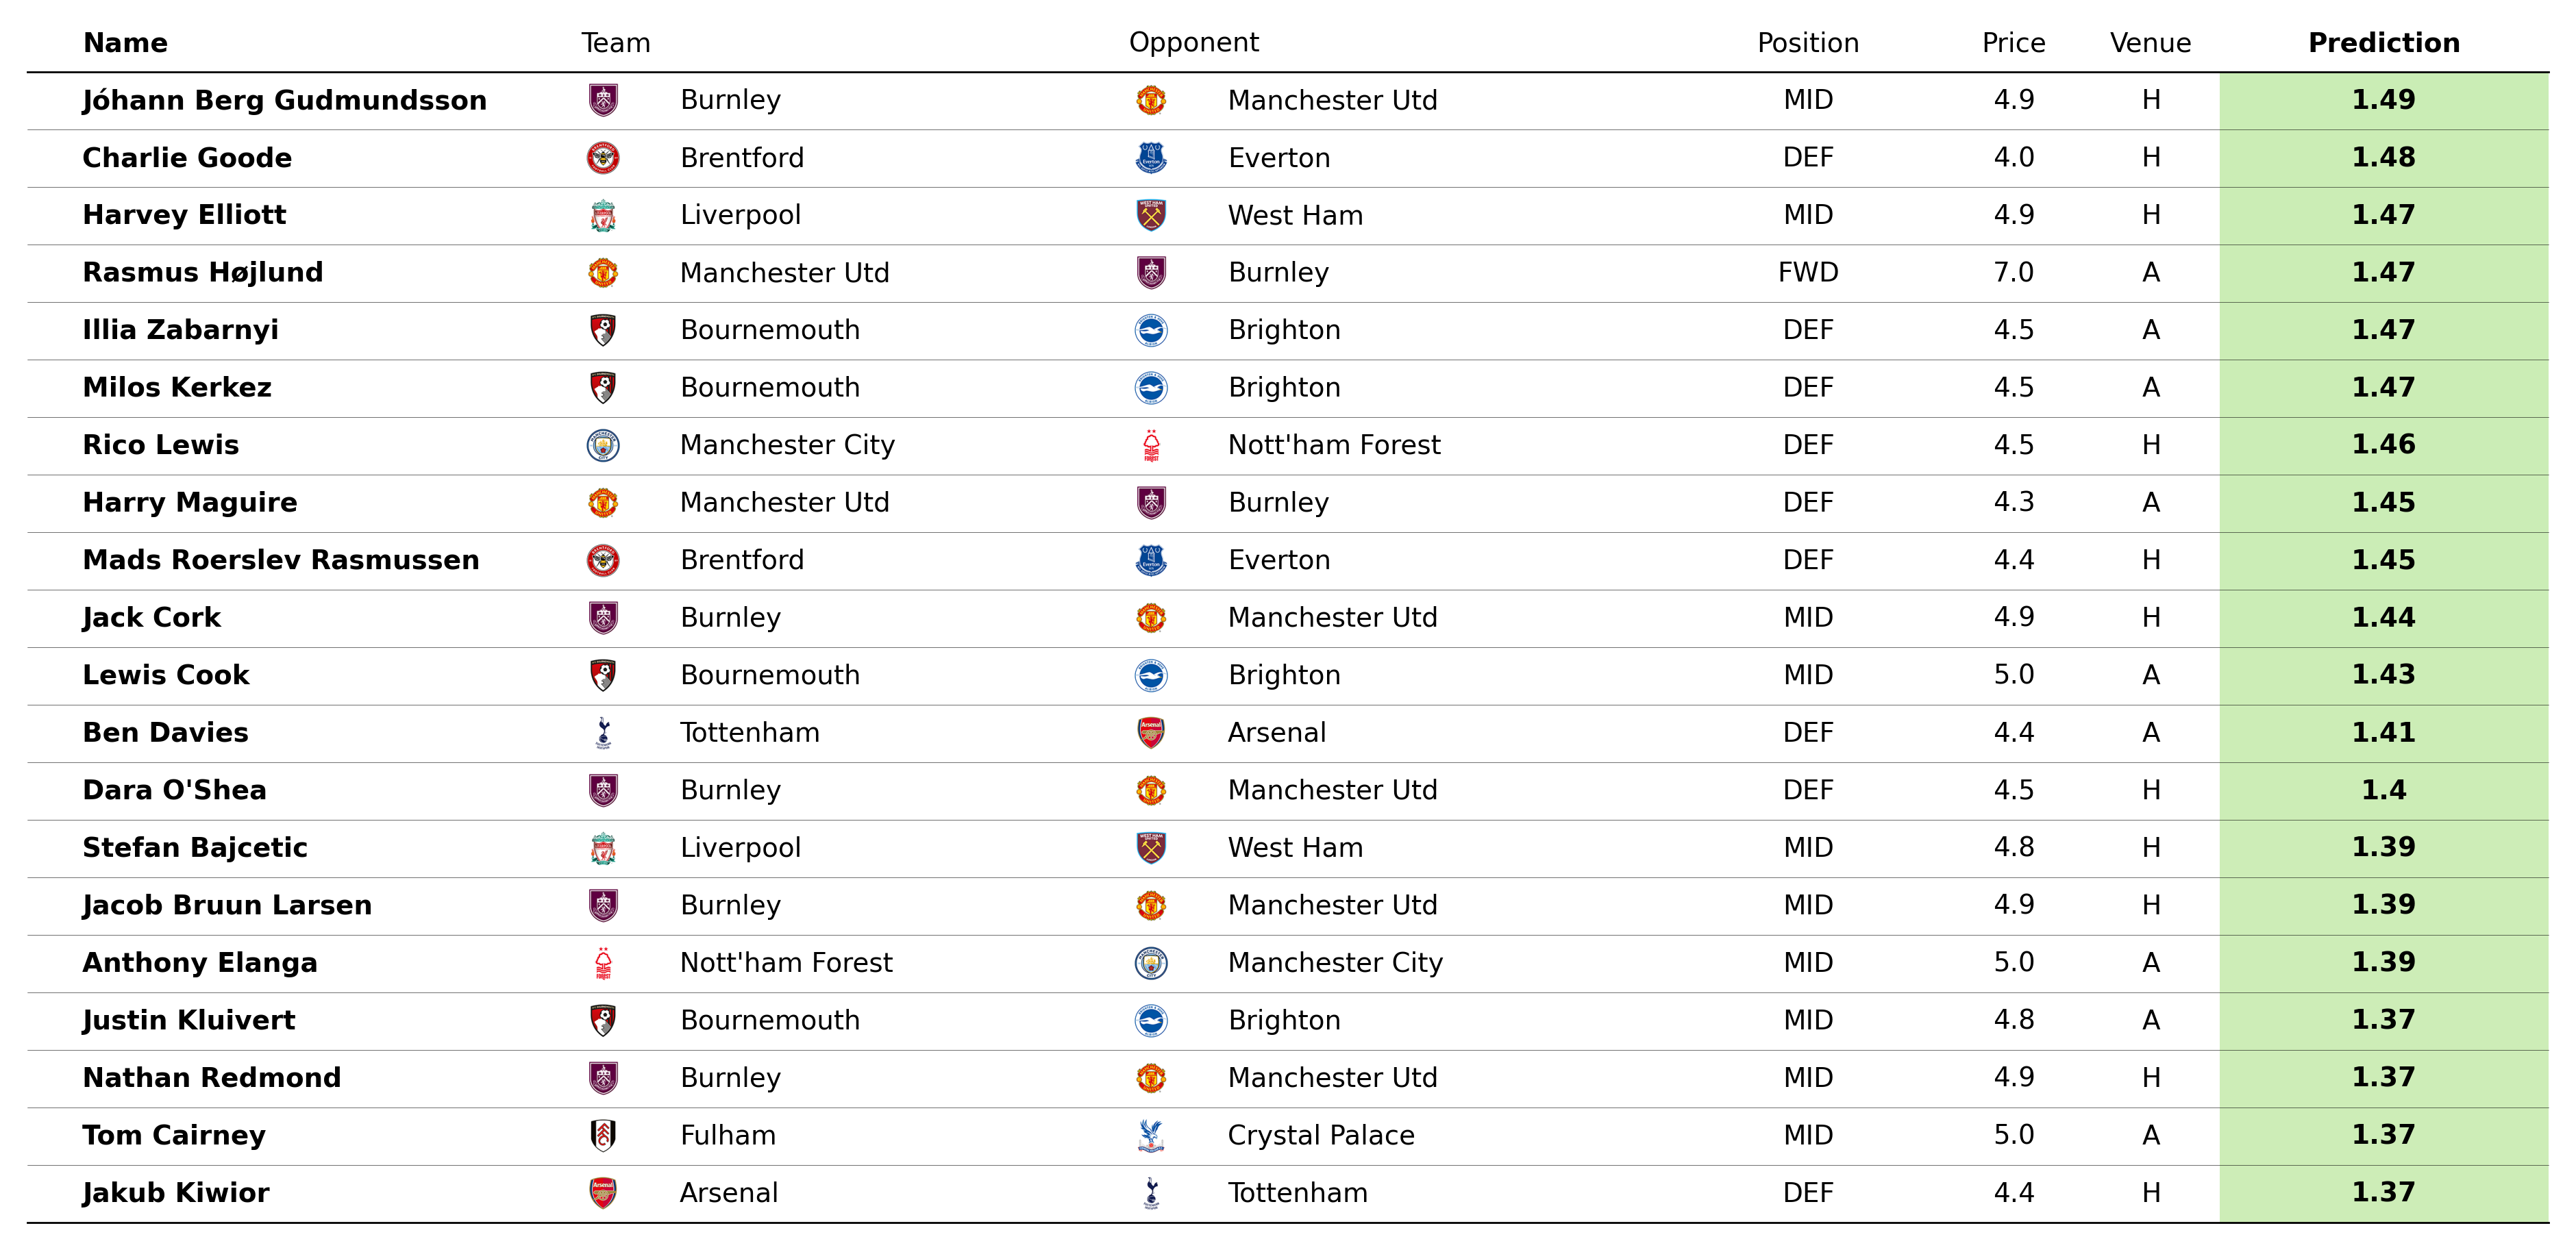 Name Team Opponent Position Price Venue Prediction
Jóhann Berg Gudmundsson Burnley Manchester Utd MID 4.9 H 1.49
Charlie Goode Brentford Everton DEF 4.0 H 1.48
Harvey Elliott Liverpool West Ham MID 4.9 H 1.47
Rasmus Højlund Manchester Utd Burnley FWD 7.0 A 1.47
Illia Zabarnyi Bournemouth Brighton DEF 4.5 A 1.47
Milos Kerkez Bournemouth Brighton DEF 4.5 A 1.47
Rico Lewis Manchester City Nott'ham Forest DEF 4.5 H 1.46
Harry Maguire Manchester Utd Burnley DEF 4.3 A 1.45
Mads Roerslev Rasmussen Brentford Everton DEF 4.4 H 1.45
Jack Cork Burnley Manchester Utd MID 4.9 H 1.44
Lewis Cook Bournemouth Brighton MID 5.0 A 1.43
Ben Davies Tottenham Arsenal DEF 4.4 A 1.41
Dara O'Shea Burnley Manchester Utd DEF 4.5 H 1.4
Stefan Bajcetic Liverpool West Ham MID 4.8 H 1.39
Jacob Bruun Larsen Burnley Manchester Utd MID 4.9 H 1.39
Anthony Elanga Nott'ham Forest Manchester City MID 5.0 A 1.39
Justin Kluivert Bournemouth Brighton MID 4.8 A 1.37
Nathan Redmond Burnley Manchester Utd MID 4.9 H 1.37
Tom Cairney Fulham Crystal Palace MID 5.0 A 1.37
Jakub Kiwior Arsenal Tottenham DEF 4.4 H 1.37